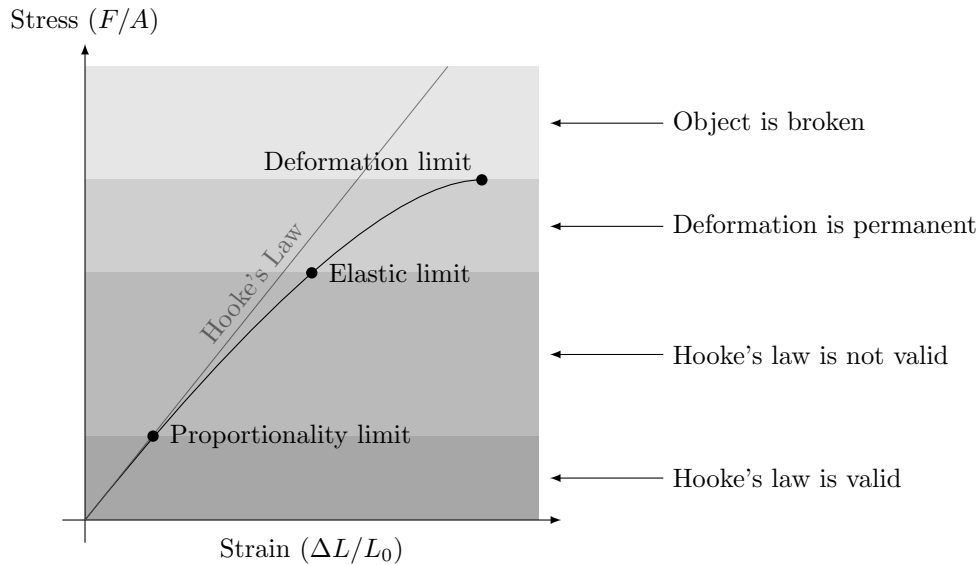 Stress (F/A)
Object is broken
Deformation limit
Deformation is permanent
Hooke's Law
Elastic limit
Hooke's law is not valid
Proportionality limit
Hooke's law is valid
Strain (ΔL/L₀)